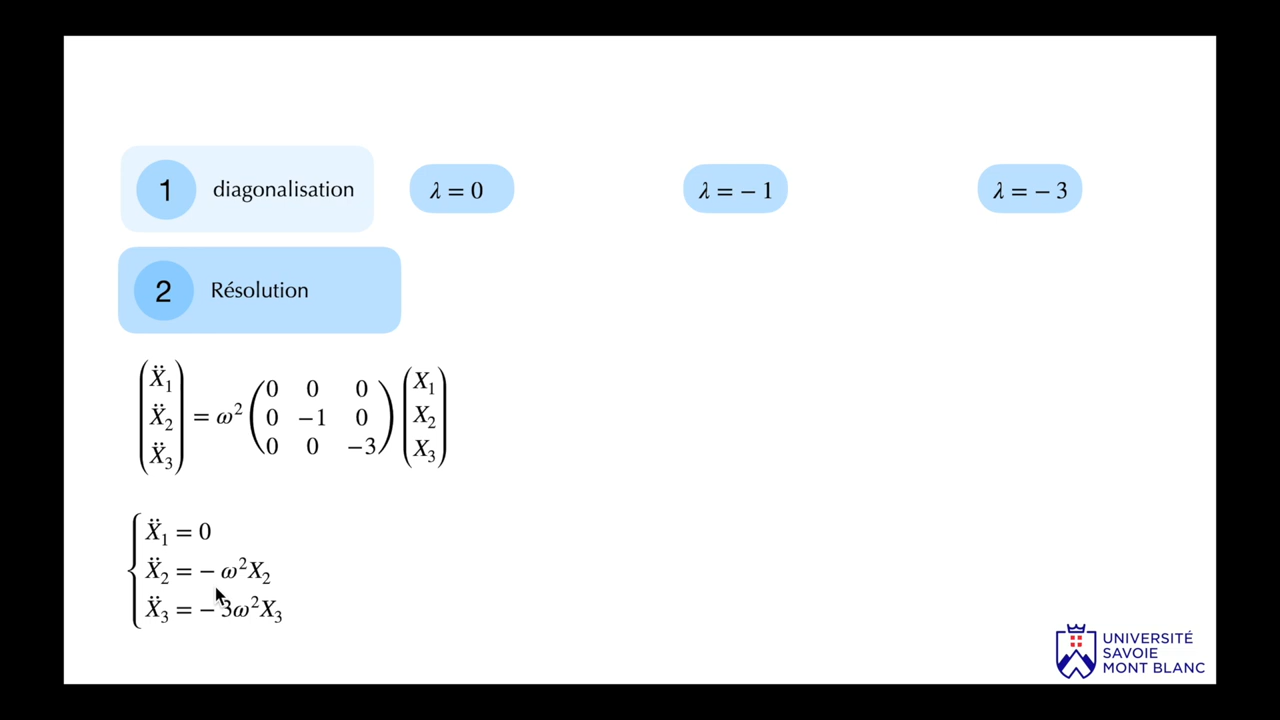 1 diagonalisation λ = 0 λ = − 1 λ = − 3
2 Résolution
(Ẍ₁ Ẍ₂ Ẍ₃) = ω² (0 0 0 / 0 −1 0 / 0 0 −3) (X₁ X₂ X₃)
Ẍ₁ = 0
Ẍ₂ = − ω²X₂
Ẍ₃ = − 3ω²X₃
UNIVERSITÉ
SAVOIE
MONT BLANC